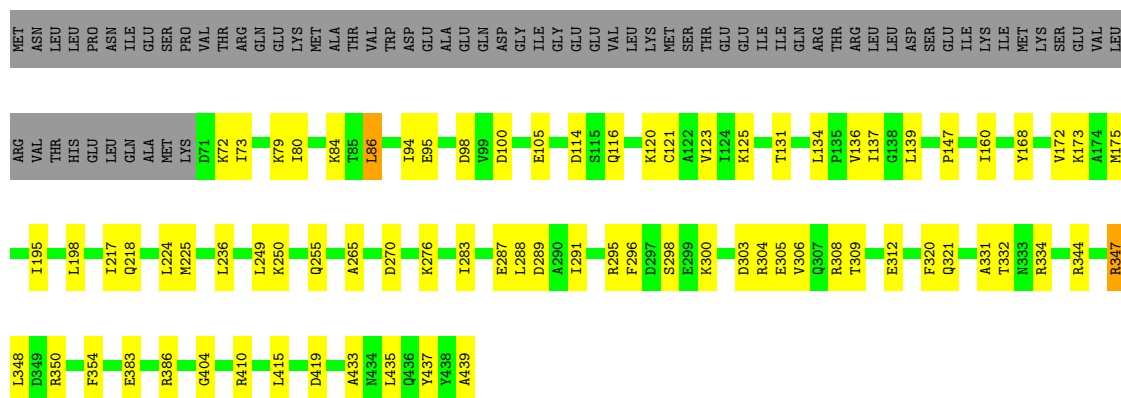 MET ASN LEU LEU PRO ASN ILE GLU SER PRO VAL THR ARG GLN GLU LYS MET ALA THR VAL TRP ASP GLU ALA GLU GLN ASP GLY ILE GLY GLU GLU VAL LEU LYS MET SER THR GLU GLU ILE ILE GLN ARG THR ARG LEU LEU ASP SER GLU ILE LYS ILE MET LYS SER GLU VAL LEU
ARG VAL THR HIS GLU LEU GLN ALA MET LYS D71 K72 I73 K79 I80 K84 T85 L86 I94 E95 D98 V99 D100 E105 D114 S115 Q116 K120 C121 A122 V123 I124 K125 T131 L134 P135 V136 I137 G138 L139 P147 I160 Y168 V172 K173 A174 M175
I195 L198 I217 Q218 L224 M225 L236 L249 K250 Q255 A265 D270 K276 I283 E287 L288 D289 A290 I291 R295 F296 D297 S298 E299 K300 D303 R304 E305 V306 Q307 R308 T309 E312 F320 Q321 A331 T332 N333 R334 R344 R347
L348 D349 R350 F354 E383 R386 G404 R410 L415 D419 A433 N434 L435 Q436 Y437 Y438 A439